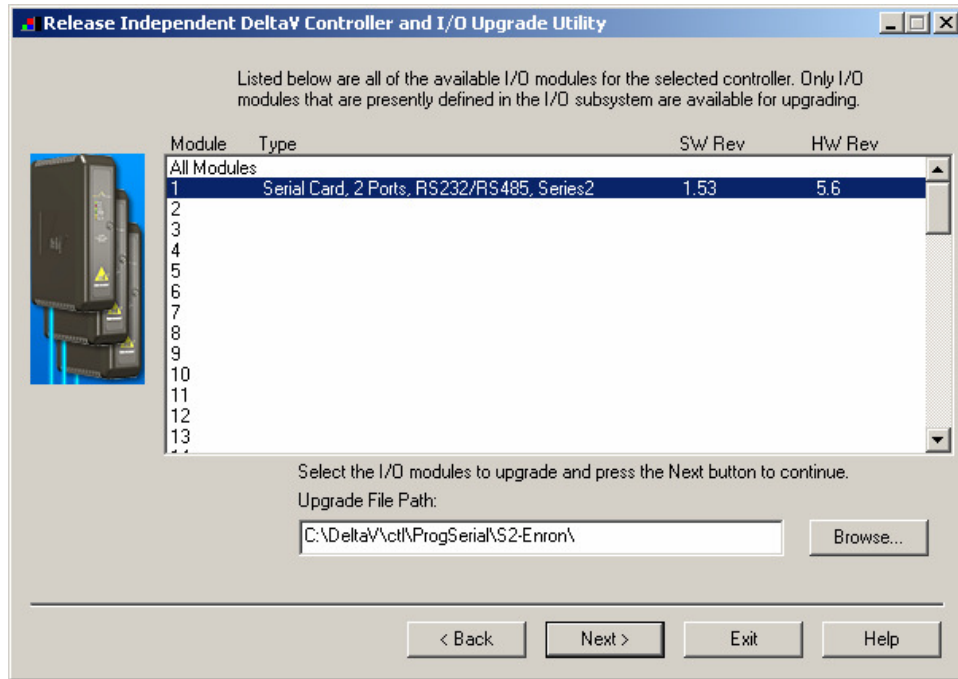 Release Independent DeltaV Controller and I/O Upgrade Utility
Listed below are all of the available I/O modules for the selected controller. Only I/O
modules that are presently defined in the I/O subsystem are available for upgrading.
Module Type SW Rev HW Rev
All Modules
1 Serial Card, 2 Ports, RS232/RS485, Series2 1.53 5.6
2
3
4
5
6
7
8
9
10
11
12
13
Select the I/O modules to upgrade and press the Next button to continue.
Upgrade File Path:
C:\DeltaV\ctl\ProgSerial\S2-Enron\
Browse...
< Back Next > Exit Help